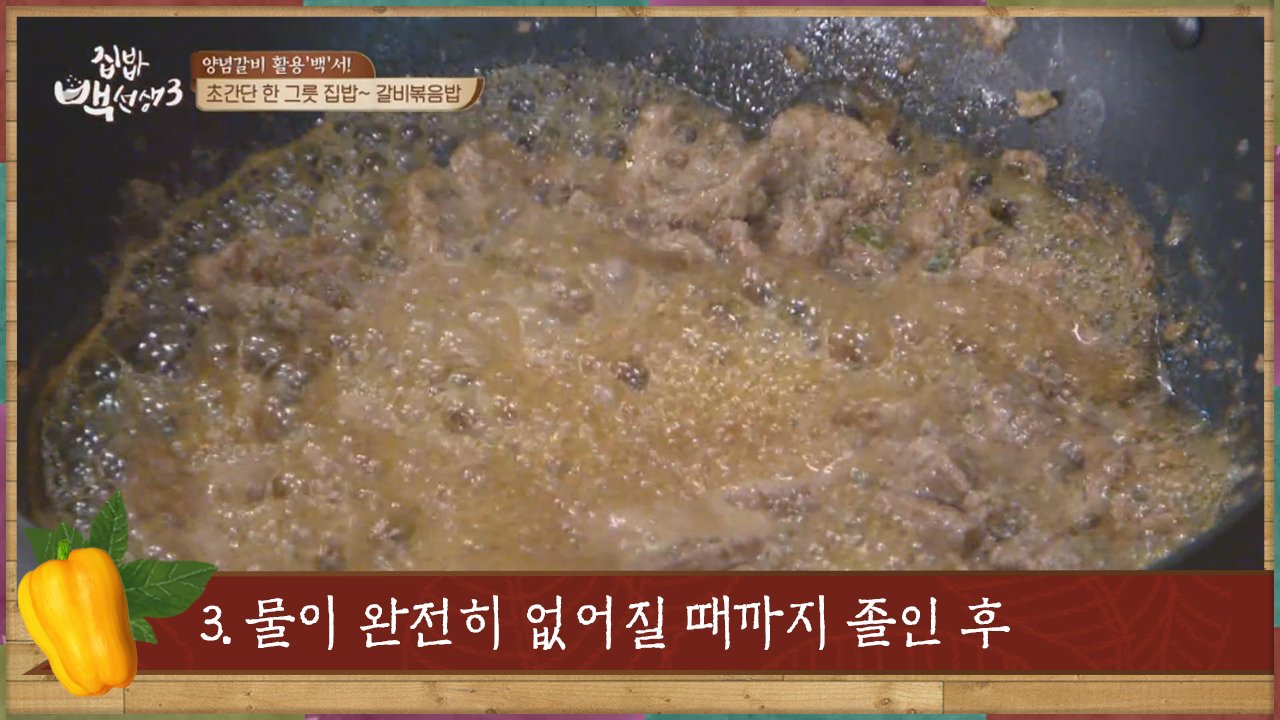 집밥
백선생3
양념갈비 활용'백'서!
초간단 한 그릇 집밥~ 갈비볶음밥
3. 물이 완전히 없어질 때까지 졸인 후